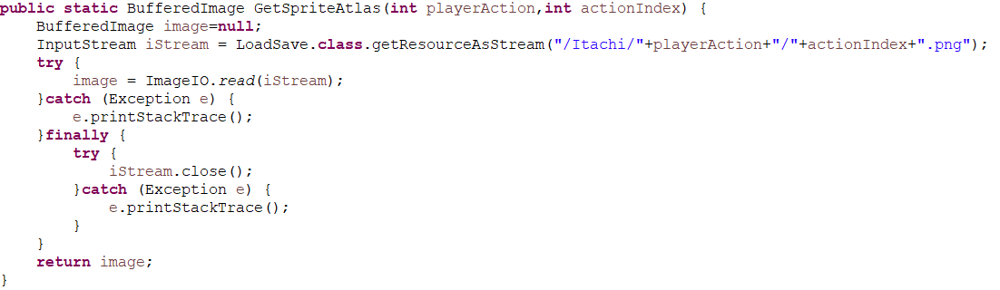 public static BufferedImage GetSpriteAtlas(int playerAction,int actionIndex) {
    BufferedImage image=null;
    InputStream iStream = LoadSave.class.getResourceAsStream("/Itachi/"+playerAction+"/"+actionIndex+".png");
    try {
        image = ImageIO.read(iStream);
    }catch (Exception e) {
        e.printStackTrace();
    }finally {
        try {
            iStream.close();
        }catch (Exception e) {
            e.printStackTrace();
        }
    }
    return image;
}